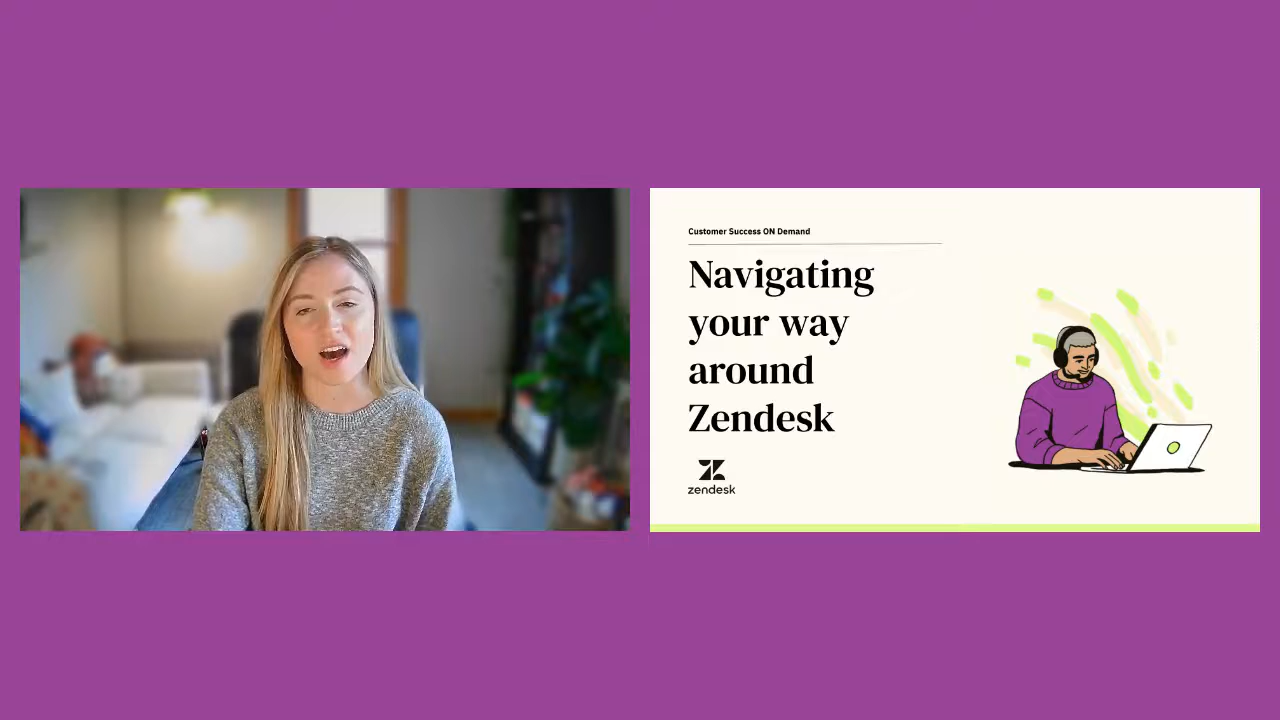 Customer Success ON Demand
Navigating
your way
around
Zendesk
zendesk